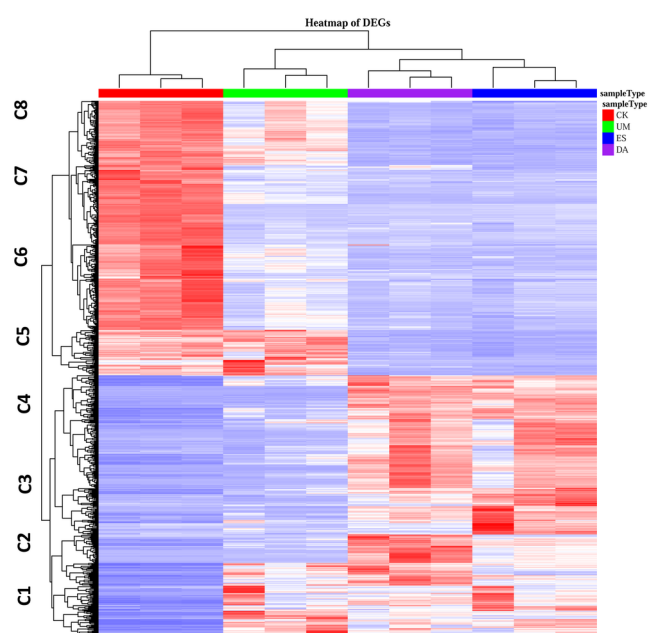 Heatmap of DEGs
sampleType
sampleType
CK
UM
ES
DA
C8
C7
C6
C5
C4
C3
C2
C1